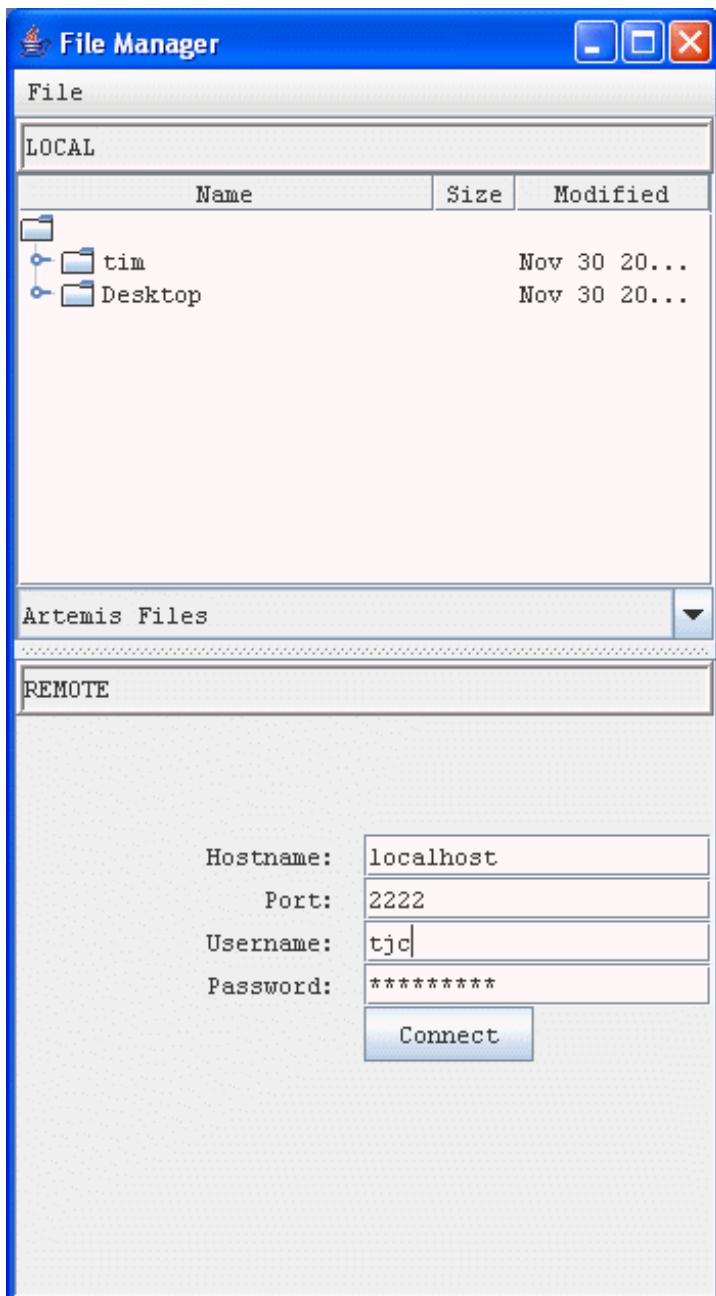 File Manager
File
LOCAL
Name Size Modified
tim Nov 30 20...
Desktop Nov 30 20...
Artemis Files
REMOTE
Hostname: localhost
Port: 2222
Username: tjc
Password: *********
Connect